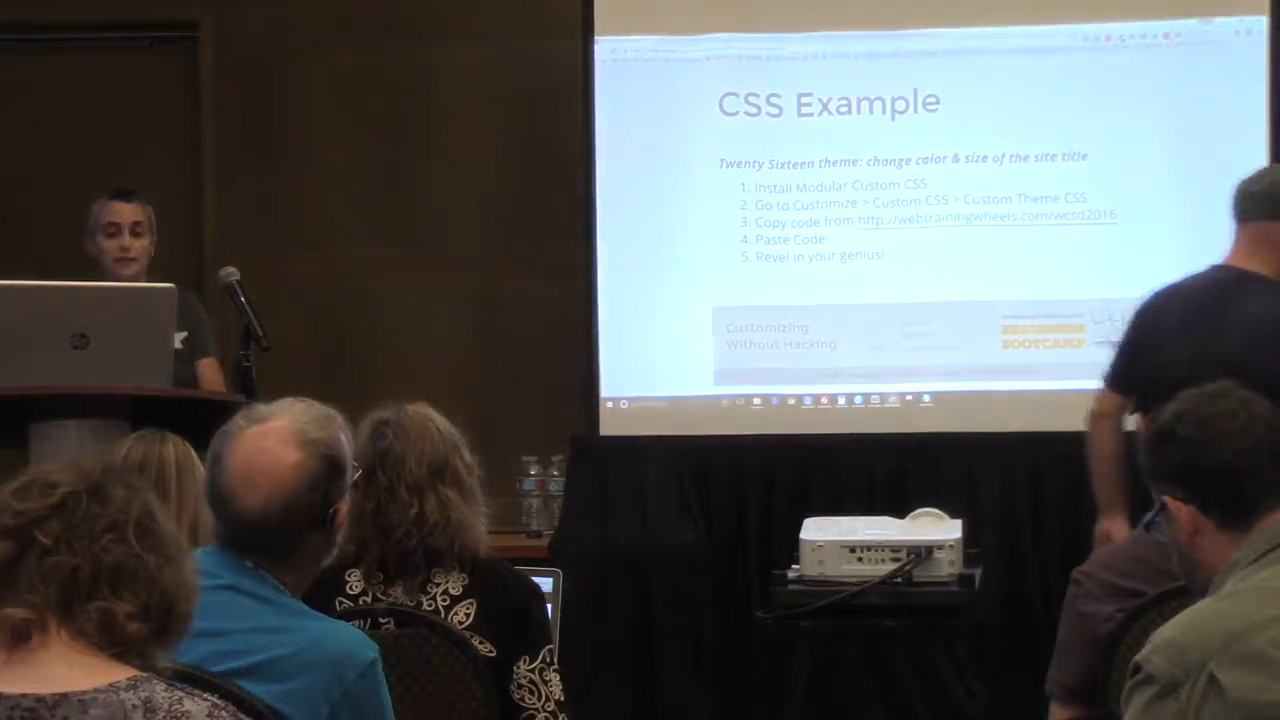 CSS Example
Twenty Sixteen theme: change color & size of the site title
1. Install Modular Custom CSS
2. Go to Customize > Custom CSS > Custom Theme CSS
3. Copy code from http://webtrainingwheels.com/wcsd2016
4. Paste Code
5. Revel in your genius!
Customizing
Without Hacking
BEGINNER
BOOTCAMP
hp